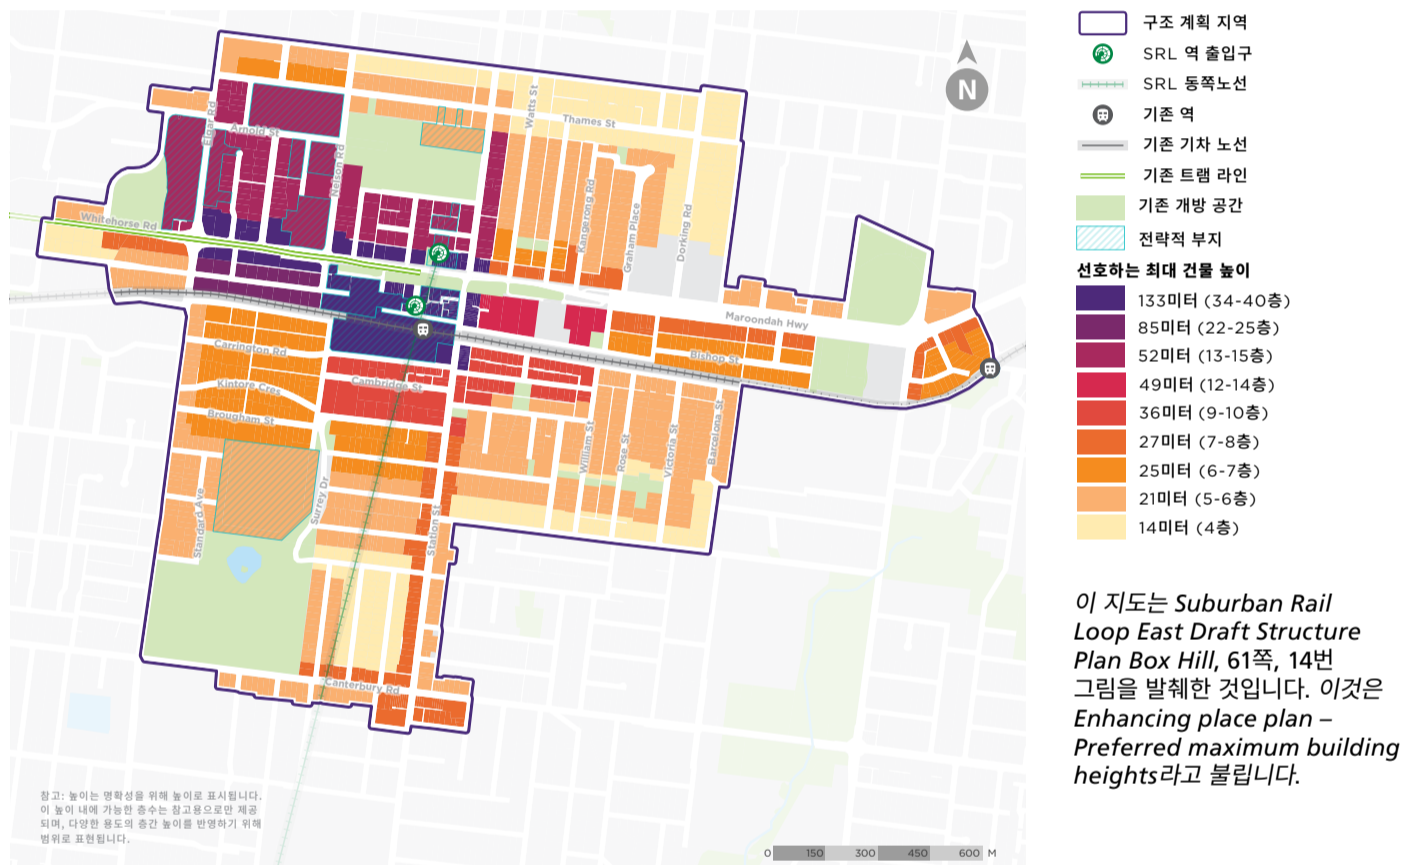 구조 계획 지역
SRL 역 출입구
SRL 동쪽노선
기존 역
기존 기차 노선
기존 트램 라인
기존 개방 공간
전략적 부지
선호하는 최대 건물 높이
133미터 (34-40층)
85미터 (22-25층)
52미터 (13-15층)
49미터 (12-14층)
36미터 (9-10층)
27미터 (7-8층)
25미터 (6-7층)
21미터 (5-6층)
14미터 (4층)
이 지도는 Suburban Rail
Loop East Draft Structure
Plan Box Hill, 61쪽, 14번
그림을 발췌한 것입니다. 이것은
Enhancing place plan –
Preferred maximum building
heights라고 불립니다.
N
Watts St
Thames St
Elgar Rd
Arnold St
Nelson Rd
Kangerong Rd
Graham Place
Dorking Rd
Whitehorse Rd
Maroondah Hwy
Bishop St
Carrington Rd
Cambridge St
Kintore Cres
Brougham St
William St
Rose St
Victoria St
Barcelona St
Standard Ave
Surrey Dr
Station St
Canterbury Rd
참고: 높이는 명확성을 위해 높이로 표시됩니다.
이 높이 내에 가능한 층수는 참고용으로만 제공
되며, 다양한 용도의 층간 높이를 반영하기 위해
범위로 표현됩니다.
0 150 300 450 600 M